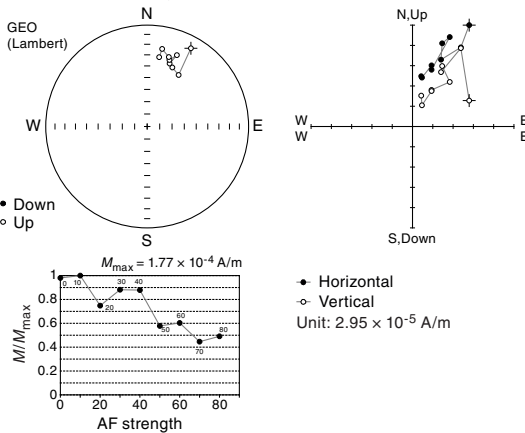 GEO
(Lambert)
N
W
E
S
Down
Up
N,Up
W
W
E
E
S,Down
Mmax = 1.77 × 10⁻⁴ A/m
M/Mmax
1
0.8
0.6
0.4
0.2
0
0
10
20
30
40
50
60
70
80
0
20
40
60
80
AF strength
Horizontal
Vertical
Unit: 2.95 × 10⁻⁵ A/m